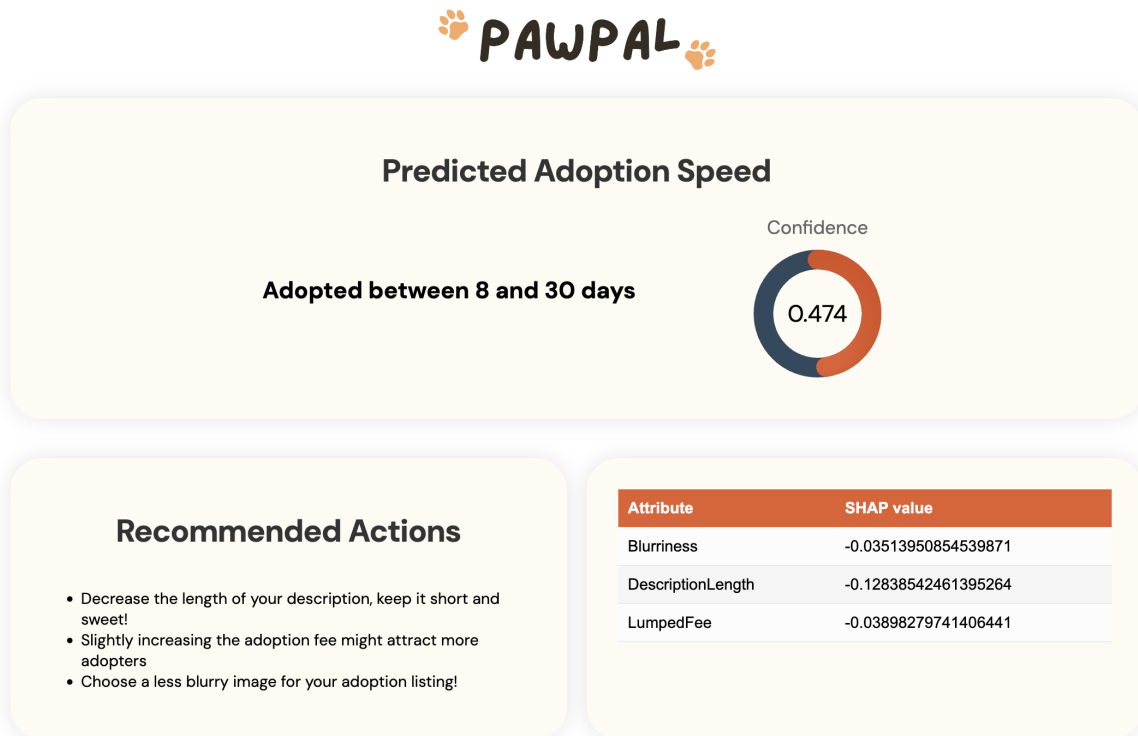 PAWPAL
Predicted Adoption Speed
Confidence
Adopted between 8 and 30 days
0.474
Recommended Actions
• Decrease the length of your description, keep it short and
sweet!
• Slightly increasing the adoption fee might attract more
adopters
• Choose a less blurry image for your adoption listing!
Attribute SHAP value
Blurriness -0.03513950854539871
DescriptionLength -0.12838542461395264
LumpedFee -0.03898279741406441